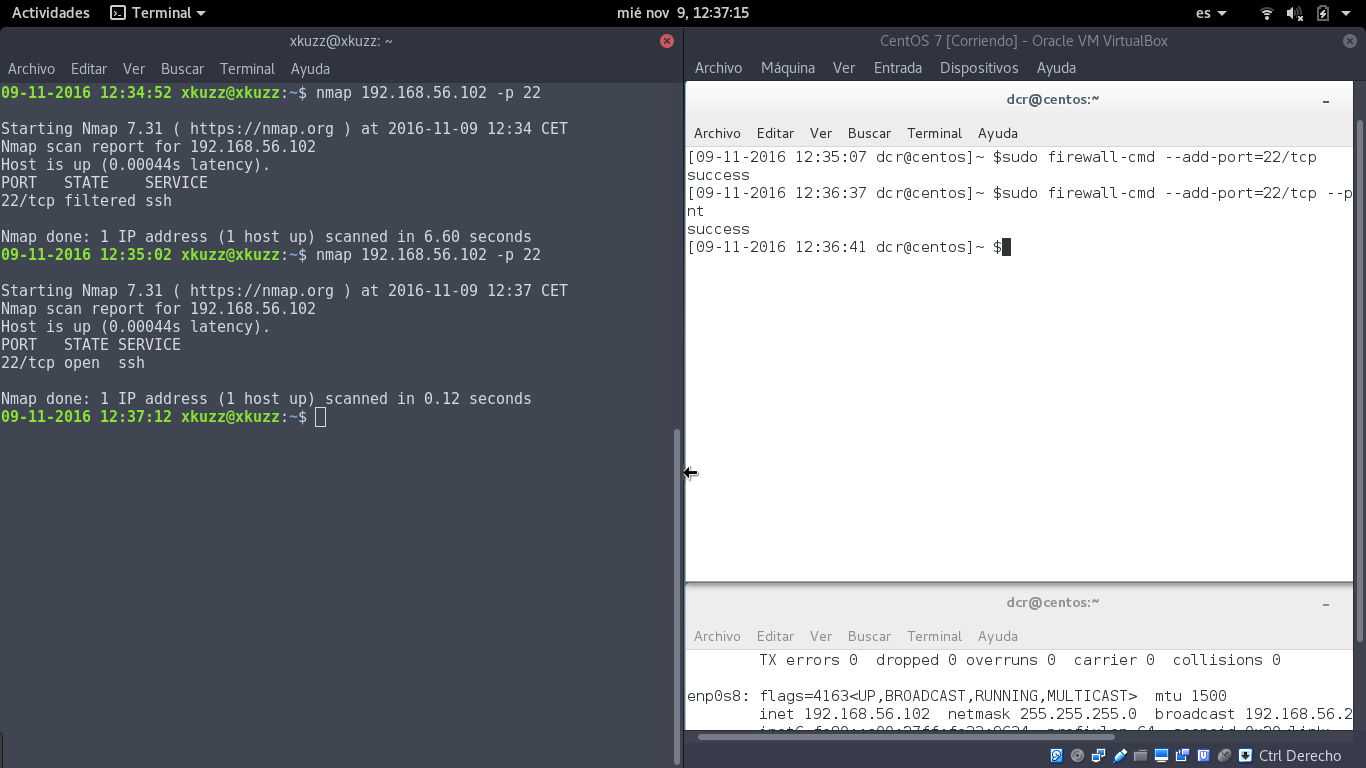 Actividades Terminal mié nov 9, 12:37:15 es
xkuzz@xkuzz: ~
Archivo Editar Ver Buscar Terminal Ayuda
09-11-2016 12:34:52 xkuzz@xkuzz:~$ nmap 192.168.56.102 -p 22
Starting Nmap 7.31 ( https://nmap.org ) at 2016-11-09 12:34 CET
Nmap scan report for 192.168.56.102
Host is up (0.00044s latency).
PORT   STATE    SERVICE
22/tcp filtered ssh
Nmap done: 1 IP address (1 host up) scanned in 6.60 seconds
09-11-2016 12:35:02 xkuzz@xkuzz:~$ nmap 192.168.56.102 -p 22
Starting Nmap 7.31 ( https://nmap.org ) at 2016-11-09 12:37 CET
Nmap scan report for 192.168.56.102
Host is up (0.00044s latency).
PORT   STATE SERVICE
22/tcp open  ssh
Nmap done: 1 IP address (1 host up) scanned in 0.12 seconds
09-11-2016 12:37:12 xkuzz@xkuzz:~$
CentOS 7 [Corriendo] - Oracle VM VirtualBox
Archivo Máquina Ver Entrada Dispositivos Ayuda
dcr@centos:~
Archivo Editar Ver Buscar Terminal Ayuda
[09-11-2016 12:35:07 dcr@centos]~ $sudo firewall-cmd --add-port=22/tcp
success
[09-11-2016 12:36:37 dcr@centos]~ $sudo firewall-cmd --add-port=22/tcp --p
nt
success
[09-11-2016 12:36:41 dcr@centos]~ $
dcr@centos:~
Archivo Editar Ver Buscar Terminal Ayuda
TX errors 0  dropped 0 overruns 0  carrier 0  collisions 0
enp0s8: flags=4163<UP,BROADCAST,RUNNING,MULTICAST>  mtu 1500
inet 192.168.56.102  netmask 255.255.255.0  broadcast 192.168.56.2
Ctrl Derecho